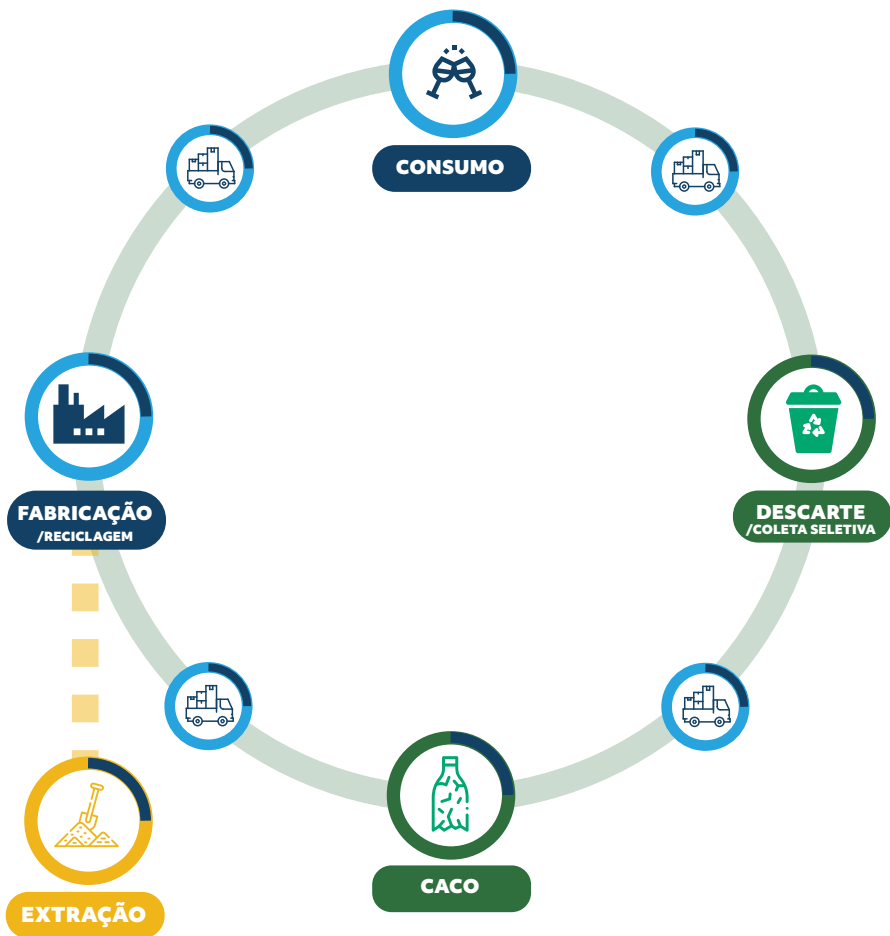 CONSUMO
FABRICAÇÃO
/RECICLAGEM
DESCARTE
/COLETA SELETIVA
CACO
EXTRAÇÃO